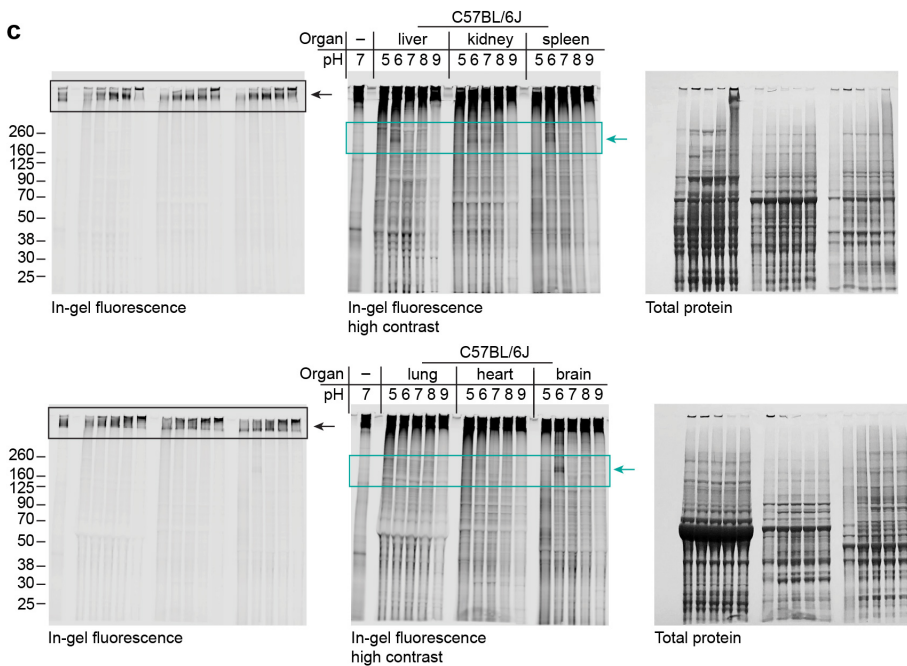 c
C57BL/6J
Organ – liver kidney spleen
pH 7 5 6 7 8 9 5 6 7 8 9 5 6 7 8 9
260
160
125
90
70
50
38
30
25
In-gel fluorescence
In-gel fluorescence
high contrast
Total protein
C57BL/6J
Organ – lung heart brain
pH 7 5 6 7 8 9 5 6 7 8 9 5 6 7 8 9
260
160
125
90
70
50
38
30
25
In-gel fluorescence
In-gel fluorescence
high contrast
Total protein